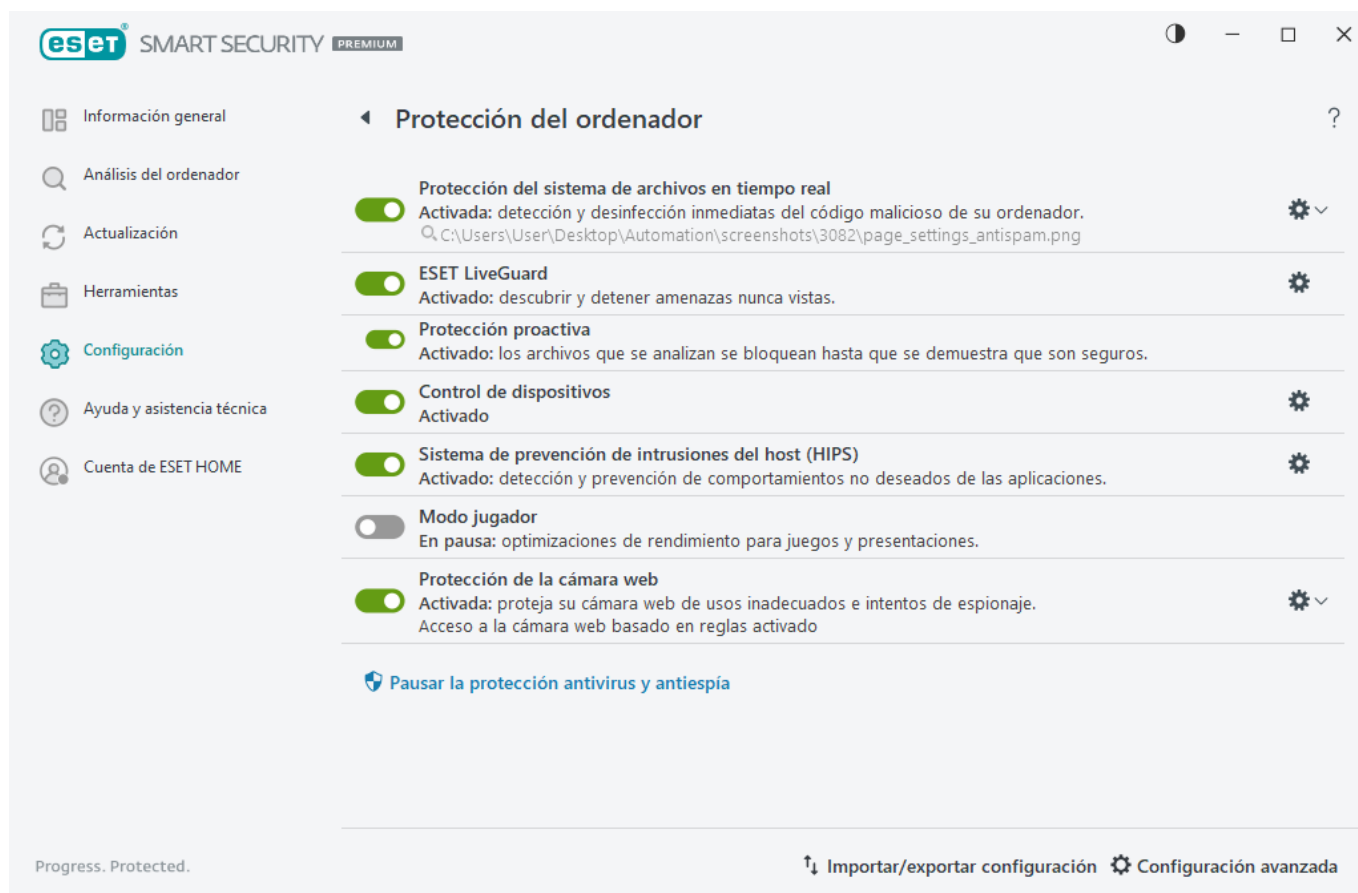 eset® SMART SECURITY PREMIUM
Información general
Análisis del ordenador
Actualización
Herramientas
Configuración
Ayuda y asistencia técnica
Cuenta de ESET HOME
Protección del ordenador
?
Protección del sistema de archivos en tiempo real
Activada: detección y desinfección inmediatas del código malicioso de su ordenador.
C:\Users\User\Desktop\Automation\screenshots\3082\page_settings_antispam.png
ESET LiveGuard
Activado: descubrir y detener amenazas nunca vistas.
Protección proactiva
Activado: los archivos que se analizan se bloquean hasta que se demuestra que son seguros.
Control de dispositivos
Activado
Sistema de prevención de intrusiones del host (HIPS)
Activado: detección y prevención de comportamientos no deseados de las aplicaciones.
Modo jugador
En pausa: optimizaciones de rendimiento para juegos y presentaciones.
Protección de la cámara web
Activada: proteja su cámara web de usos inadecuados e intentos de espionaje.
Acceso a la cámara web basado en reglas activado
Pausar la protección antivirus y antiespía
Progress. Protected.
Importar/exportar configuración
Configuración avanzada